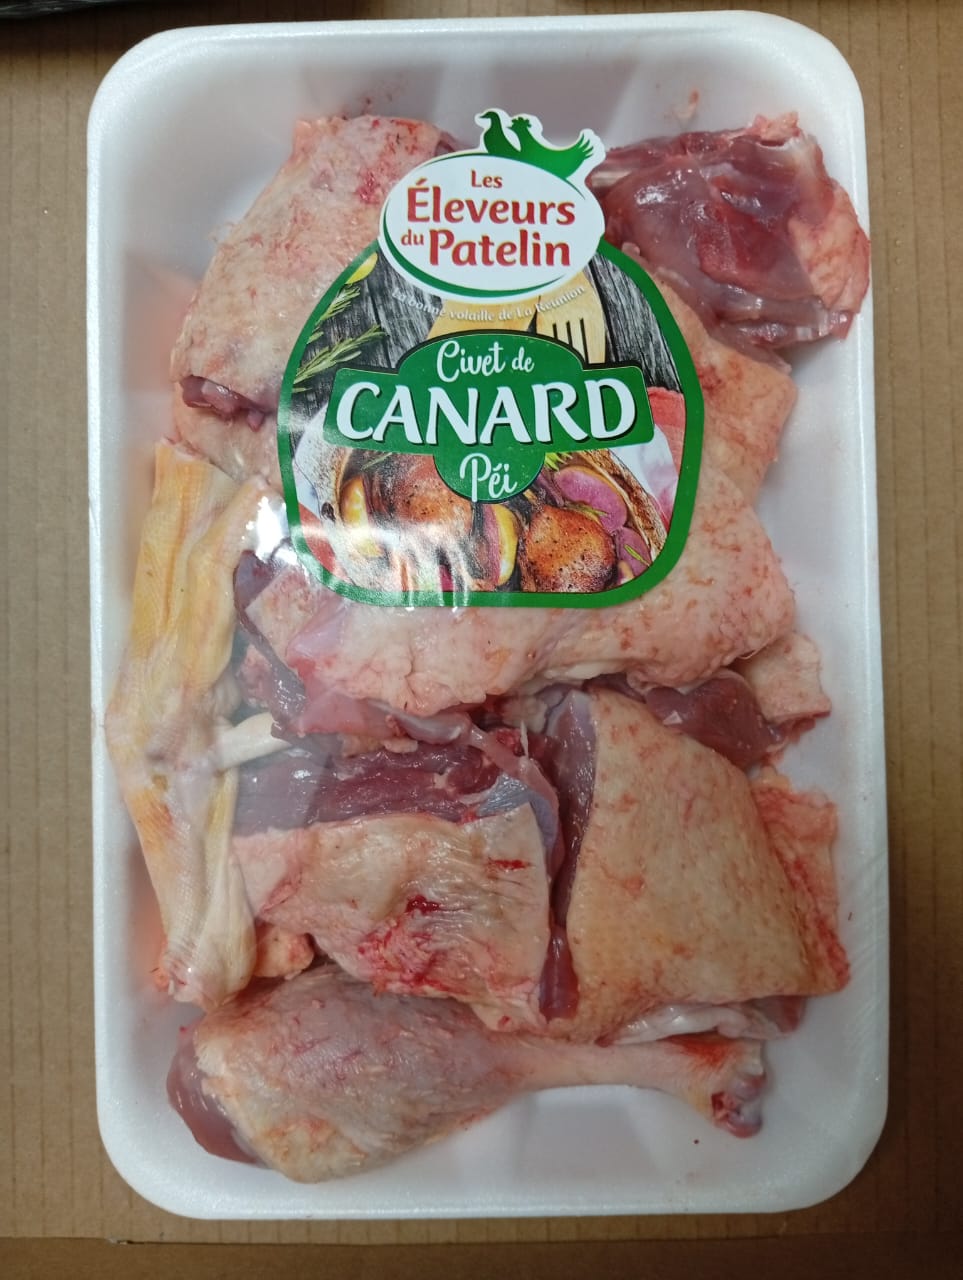 Les
Éleveurs
du Patelin
La bonne volaille de La Réunion
Civet de
CANARD
Péi